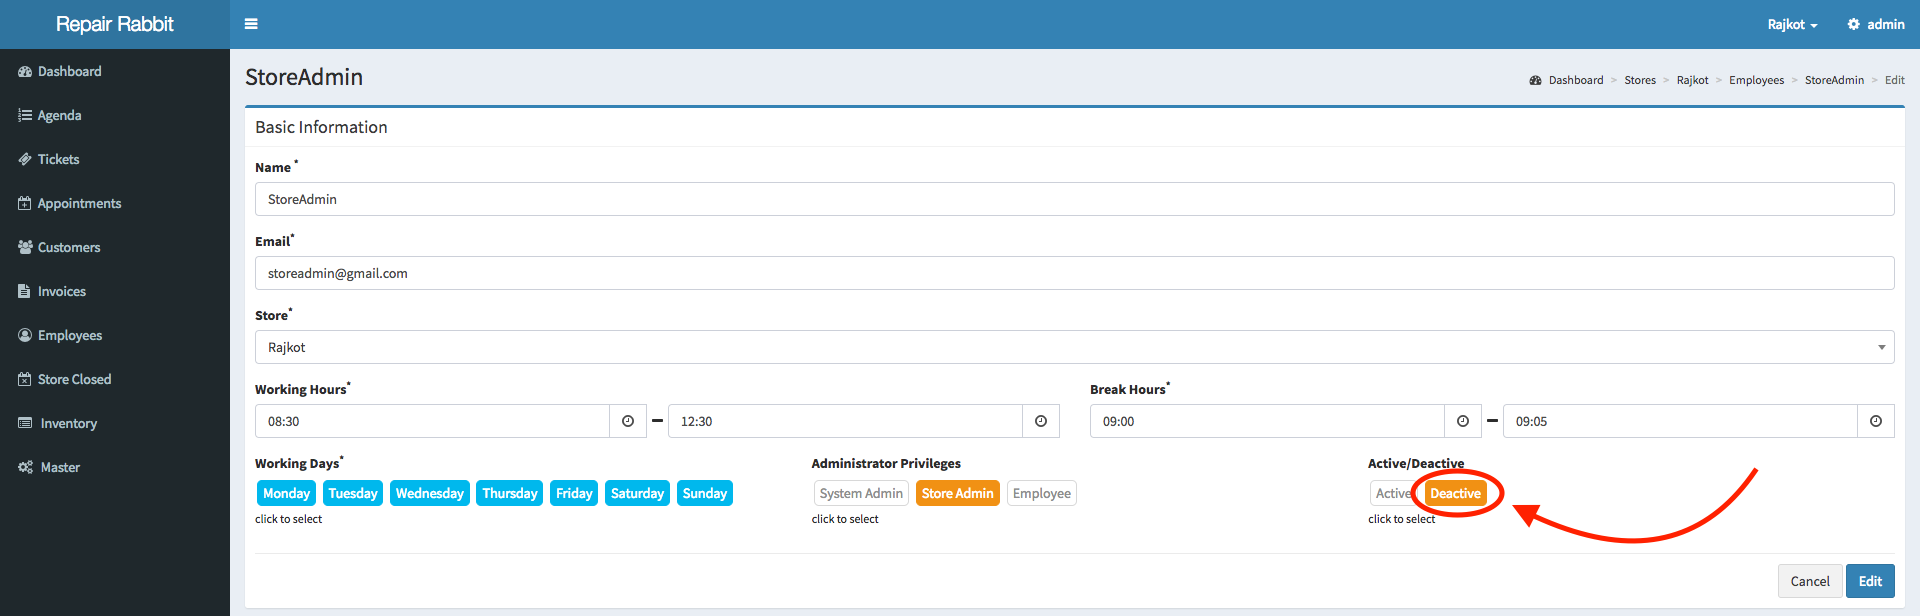 Repair Rabbit
Rajkot
admin
Dashboard
Agenda
Tickets
Appointments
Customers
Invoices
Employees
Store Closed
Inventory
Master
StoreAdmin
Dashboard > Stores > Rajkot > Employees > StoreAdmin > Edit
Basic Information
Name *
StoreAdmin
Email*
storeadmin@gmail.com
Store*
Rajkot
Working Hours* Break Hours*
08:30 – 12:30 09:00 – 09:05
Working Days* Administrator Privileges Active/Deactive
Monday Tuesday Wednesday Thursday Friday Saturday Sunday System Admin Store Admin Employee Active Deactive
click to select click to select click to select
Cancel Edit